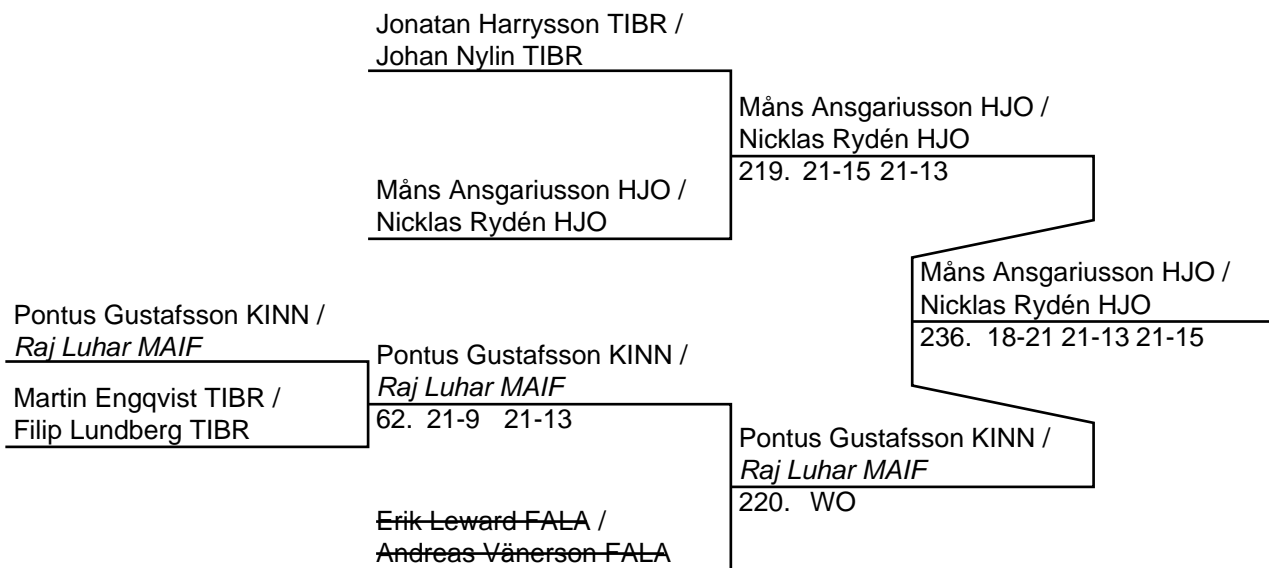 Jonatan Harrysson TIBR /
Johan Nylin TIBR
Måns Ansgariusson HJO /
Nicklas Rydén HJO
219. 21-15 21-13
Måns Ansgariusson HJO /
Nicklas Rydén HJO
Måns Ansgariusson HJO /
Nicklas Rydén HJO
236. 18-21 21-13 21-15
Pontus Gustafsson KINN /
Raj Luhar MAIF
Pontus Gustafsson KINN /
Raj Luhar MAIF
62. 21-9 21-13
Martin Engqvist TIBR /
Filip Lundberg TIBR
Pontus Gustafsson KINN /
Raj Luhar MAIF
220. WO
Erik Leward FALA /
Andreas Vänerson FALA